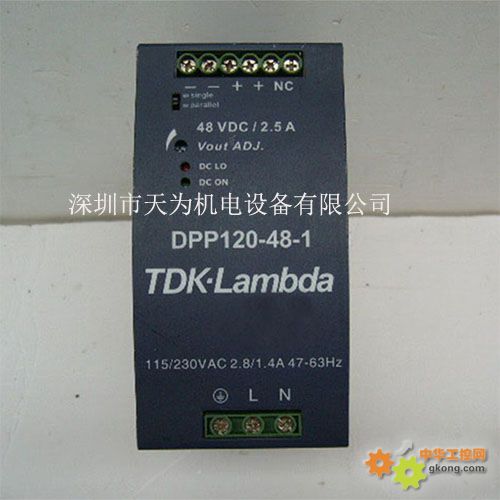 − − + + NC
single
parallel
48 VDC / 2.5 A
Vout ADJ.
DC LO
DC ON
深圳市天为机电设备有限公司
DPP120-48-1
TDK·Lambda
115/230VAC 2.8/1.4A 47-63Hz
L N
中华工控网
gkong.com